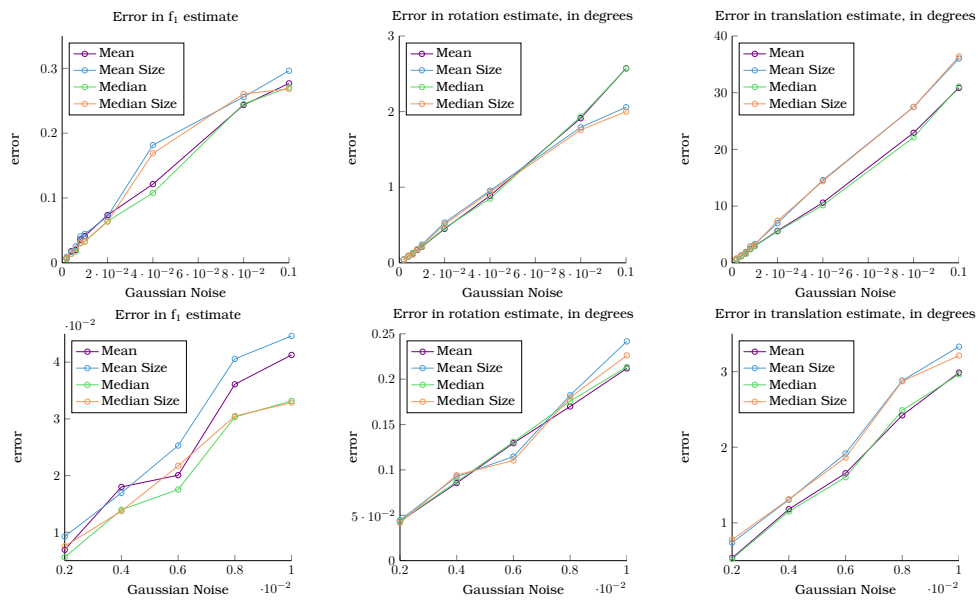 Error in f₁ estimate
error
0.3
0.2
0.1
0
Mean
Mean Size
Median
Median Size
0 2·10⁻² 4·10⁻² 6·10⁻² 8·10⁻² 0.1
Gaussian Noise
Error in rotation estimate, in degrees
error
3
2
1
0
Mean
Mean Size
Median
Median Size
0 2·10⁻² 4·10⁻² 6·10⁻² 8·10⁻² 0.1
Gaussian Noise
Error in translation estimate, in degrees
error
40
30
20
10
0
Mean
Mean Size
Median
Median Size
0 2·10⁻² 4·10⁻² 6·10⁻² 8·10⁻² 0.1
Gaussian Noise
Error in f₁ estimate
·10⁻²
error
4
3
2
1
Mean
Mean Size
Median
Median Size
0.2 0.4 0.6 0.8 1
Gaussian Noise ·10⁻²
Error in rotation estimate, in degrees
error
0.25
0.2
0.15
0.1
5·10⁻²
0
Mean
Mean Size
Median
Median Size
0.2 0.4 0.6 0.8 1
Gaussian Noise ·10⁻²
Error in translation estimate, in degrees
error
3
2
1
Mean
Mean Size
Median
Median Size
0.2 0.4 0.6 0.8 1
Gaussian Noise ·10⁻²